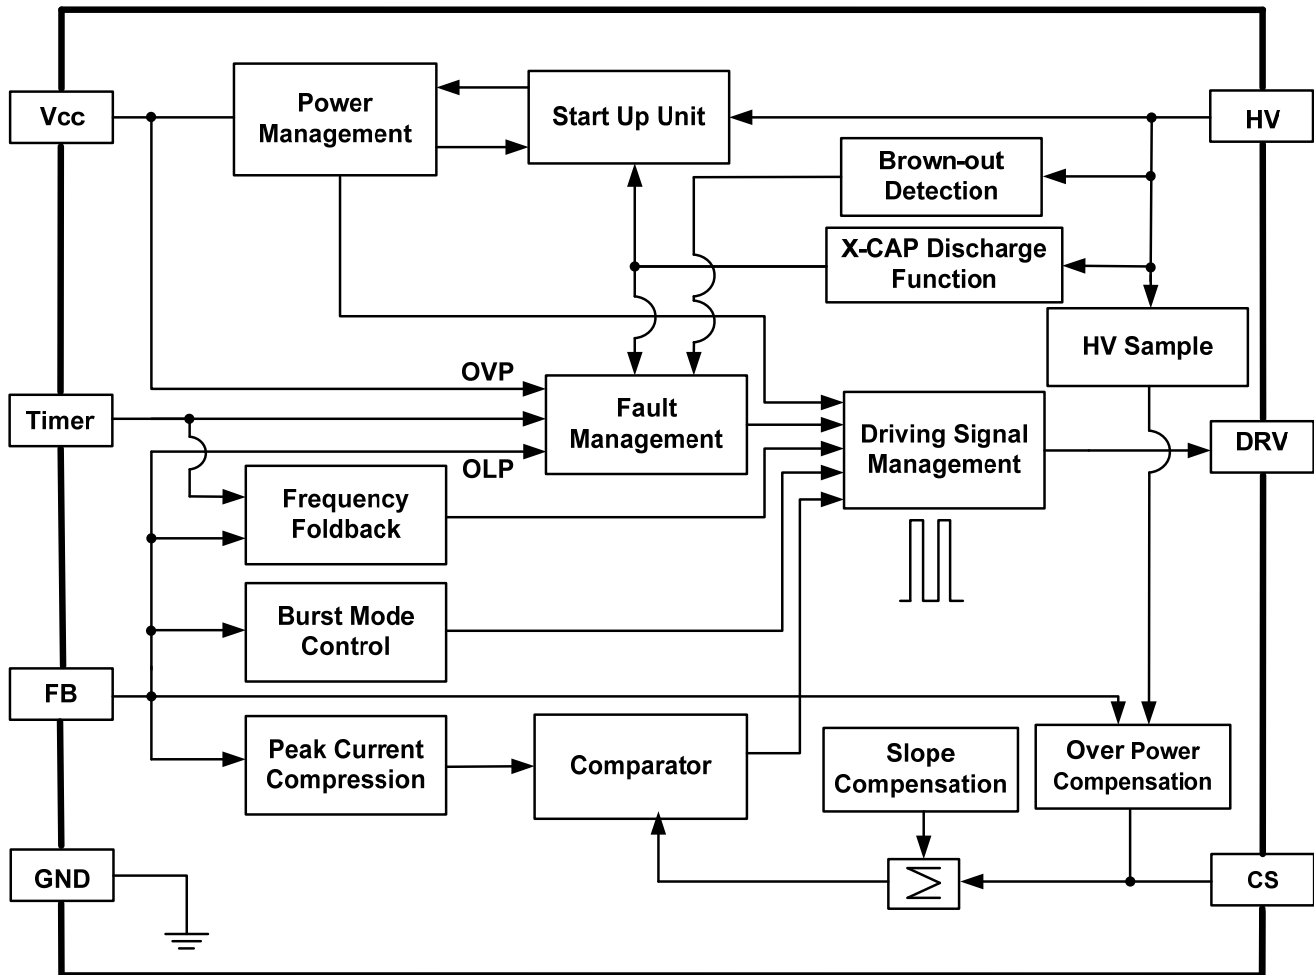 Vcc
Power
Management
Start Up Unit
HV
Brown-out
Detection
X-CAP Discharge
Function
HV Sample
OVP
Timer
Fault
Management
Driving Signal
Management
DRV
OLP
Frequency
Foldback
Burst Mode
Control
FB
Peak Current
Compression
Comparator
Slope
Compensation
Over Power
Compensation
GND
Σ
CS